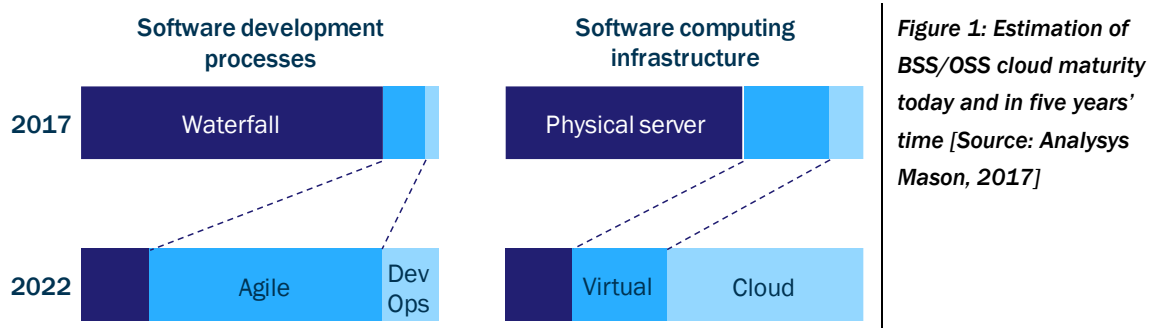 Software development
processes
Software computing
infrastructure
2017
Waterfall
Physical server
2022
Agile
Dev
Ops
Virtual
Cloud
Figure 1: Estimation of
BSS/OSS cloud maturity
today and in five years’
time [Source: Analysys
Mason, 2017]